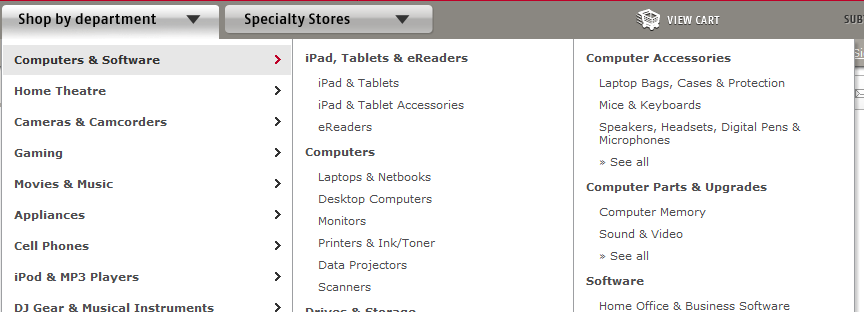 Shop by department
Specialty Stores
VIEW CART
Computers & Software
Home Theatre
Cameras & Camcorders
Gaming
Movies & Music
Appliances
Cell Phones
iPod & MP3 Players
DJ Gear & Musical Instruments
iPad, Tablets & eReaders
iPad & Tablets
iPad & Tablet Accessories
eReaders
Computers
Laptops & Netbooks
Desktop Computers
Monitors
Printers & Ink/Toner
Data Projectors
Scanners
Drives & Storage
Computer Accessories
Laptop Bags, Cases & Protection
Mice & Keyboards
Speakers, Headsets, Digital Pens &
Microphones
» See all
Computer Parts & Upgrades
Computer Memory
Sound & Video
» See all
Software
Home Office & Business Software